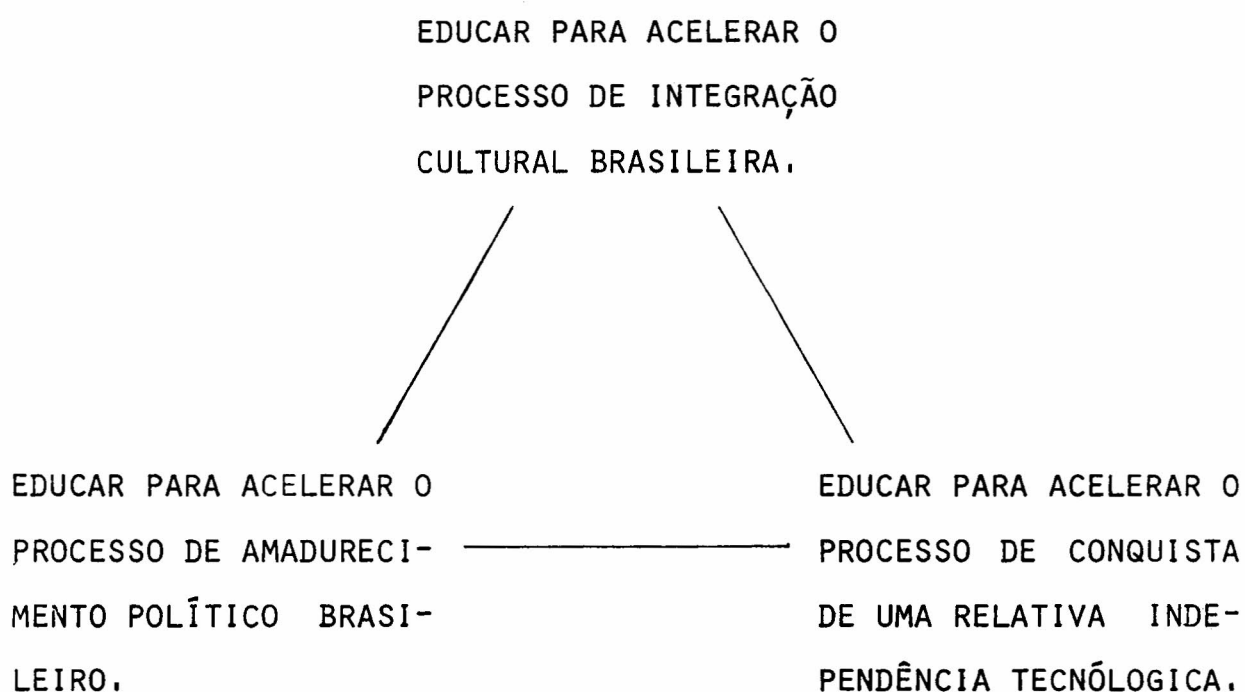 EDUCAR PARA ACELERAR O
PROCESSO DE INTEGRAÇÃO
CULTURAL BRASILEIRA.
EDUCAR PARA ACELERAR O
PROCESSO DE AMADURECI-
MENTO POLÍTICO BRASI-
LEIRO.
EDUCAR PARA ACELERAR O
PROCESSO DE CONQUISTA
DE UMA RELATIVA INDE-
PENDÊNCIA TECNÓLOGICA.